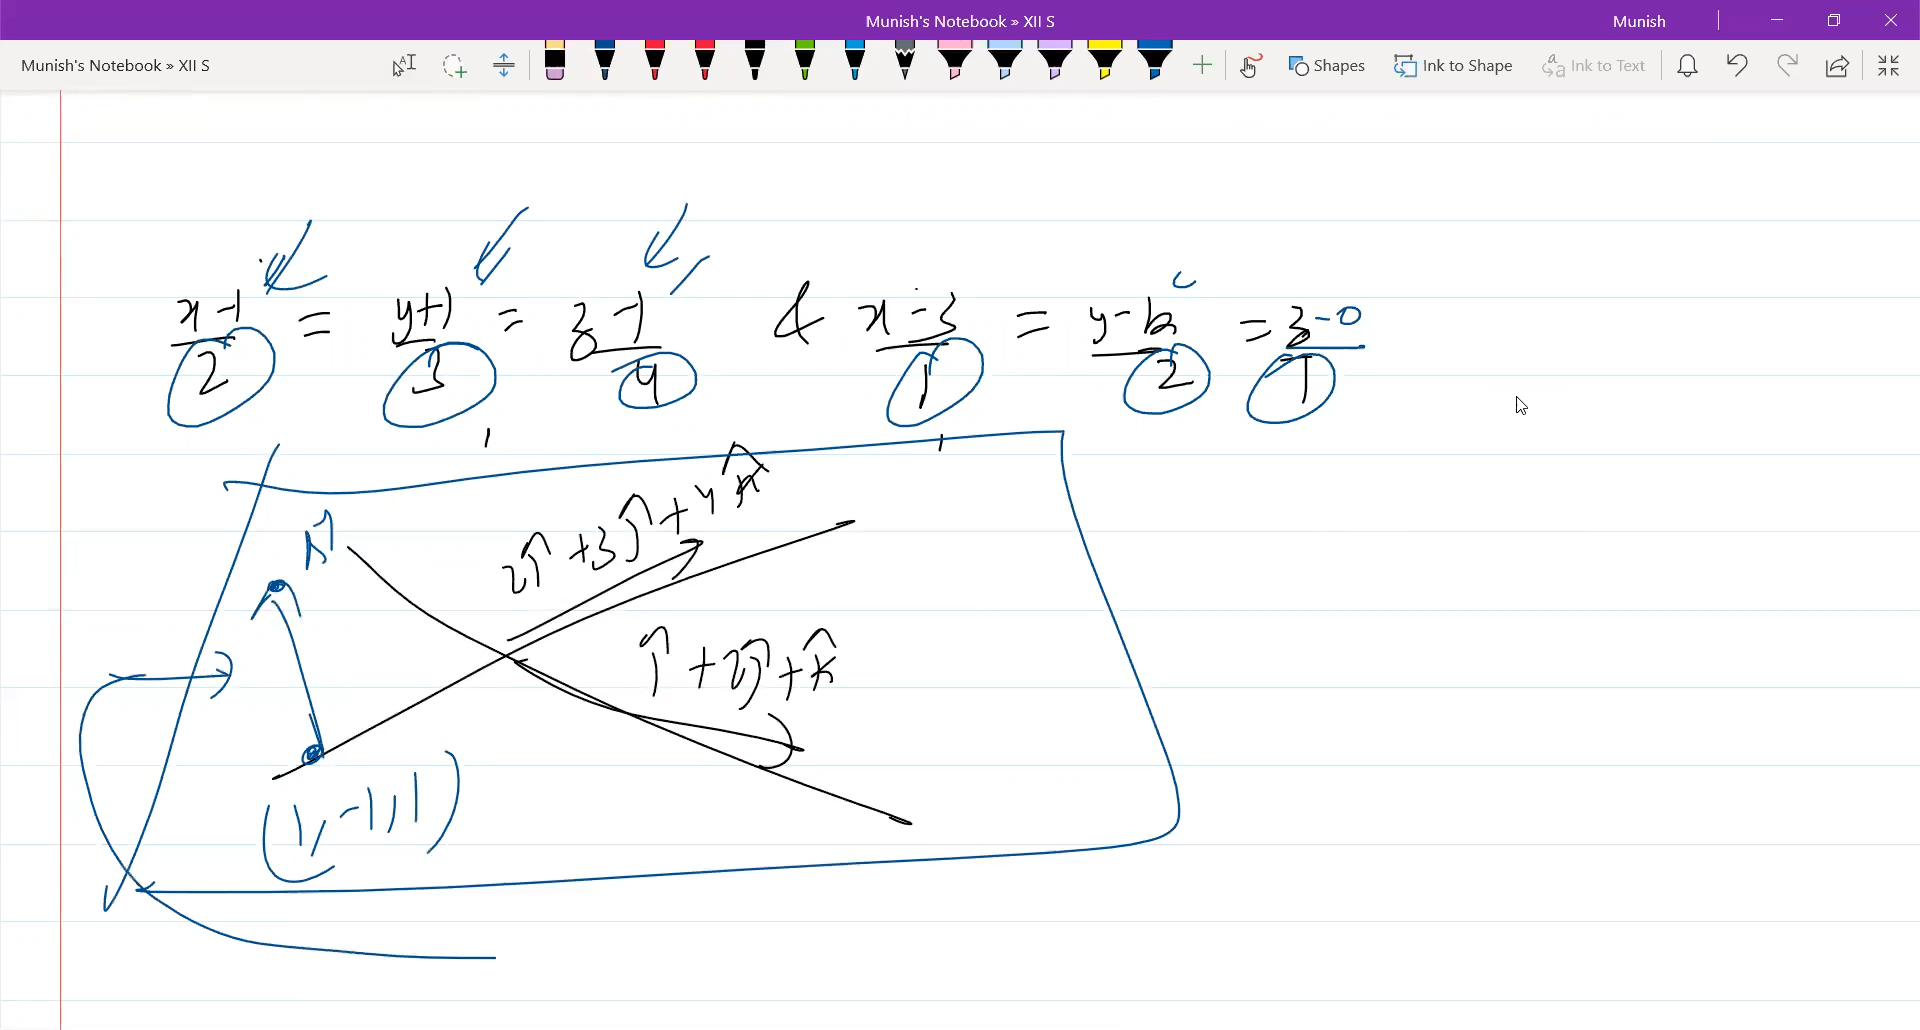 Munish's Notebook » XII S
Munish
Munish's Notebook » XII S
Shapes
Ink to Shape
Ink to Text
x-1/2 = y+1/3 = z-1/4 & x-3/1 = y-k/2 = z-0/1
2î + 3ĵ + 4k̂
î + 2ĵ + k̂
(1, -1, 1)